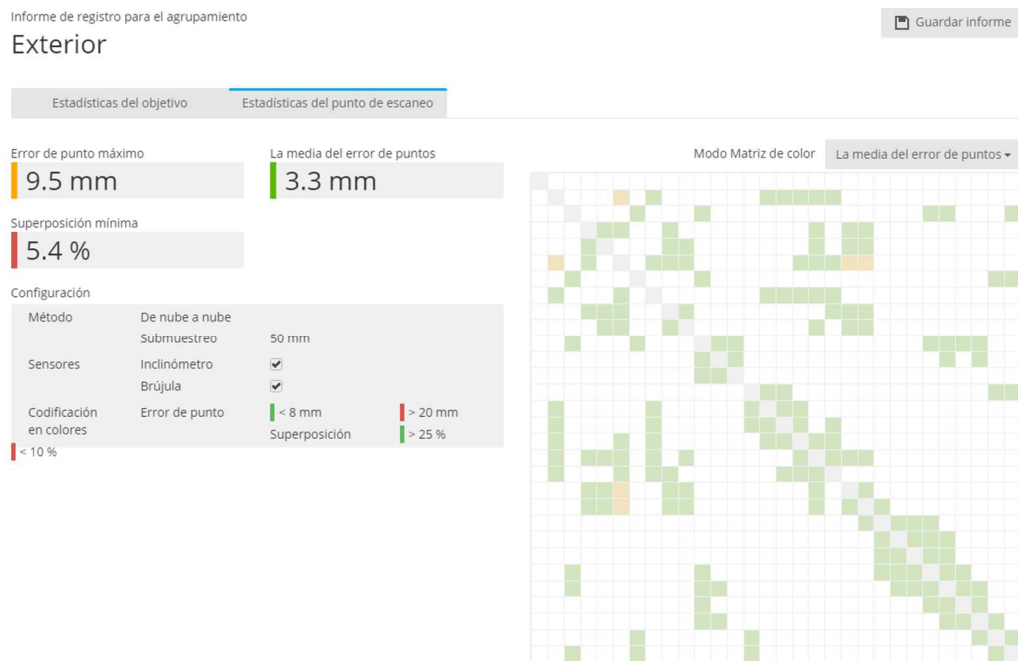 Informe de registro para el agrupamiento
Exterior
Guardar informe
Estadísticas del objetivo
Estadísticas del punto de escaneo
Error de punto máximo
9.5 mm
La media del error de puntos
3.3 mm
Modo Matriz de color
La media del error de puntos
Superposición mínima
5.4 %
Configuración
Método De nube a nube
Submuestreo 50 mm
Sensores Inclinómetro
Brújula
Codificación en colores Error de punto < 8 mm > 20 mm
Superposición > 25 %
< 10 %